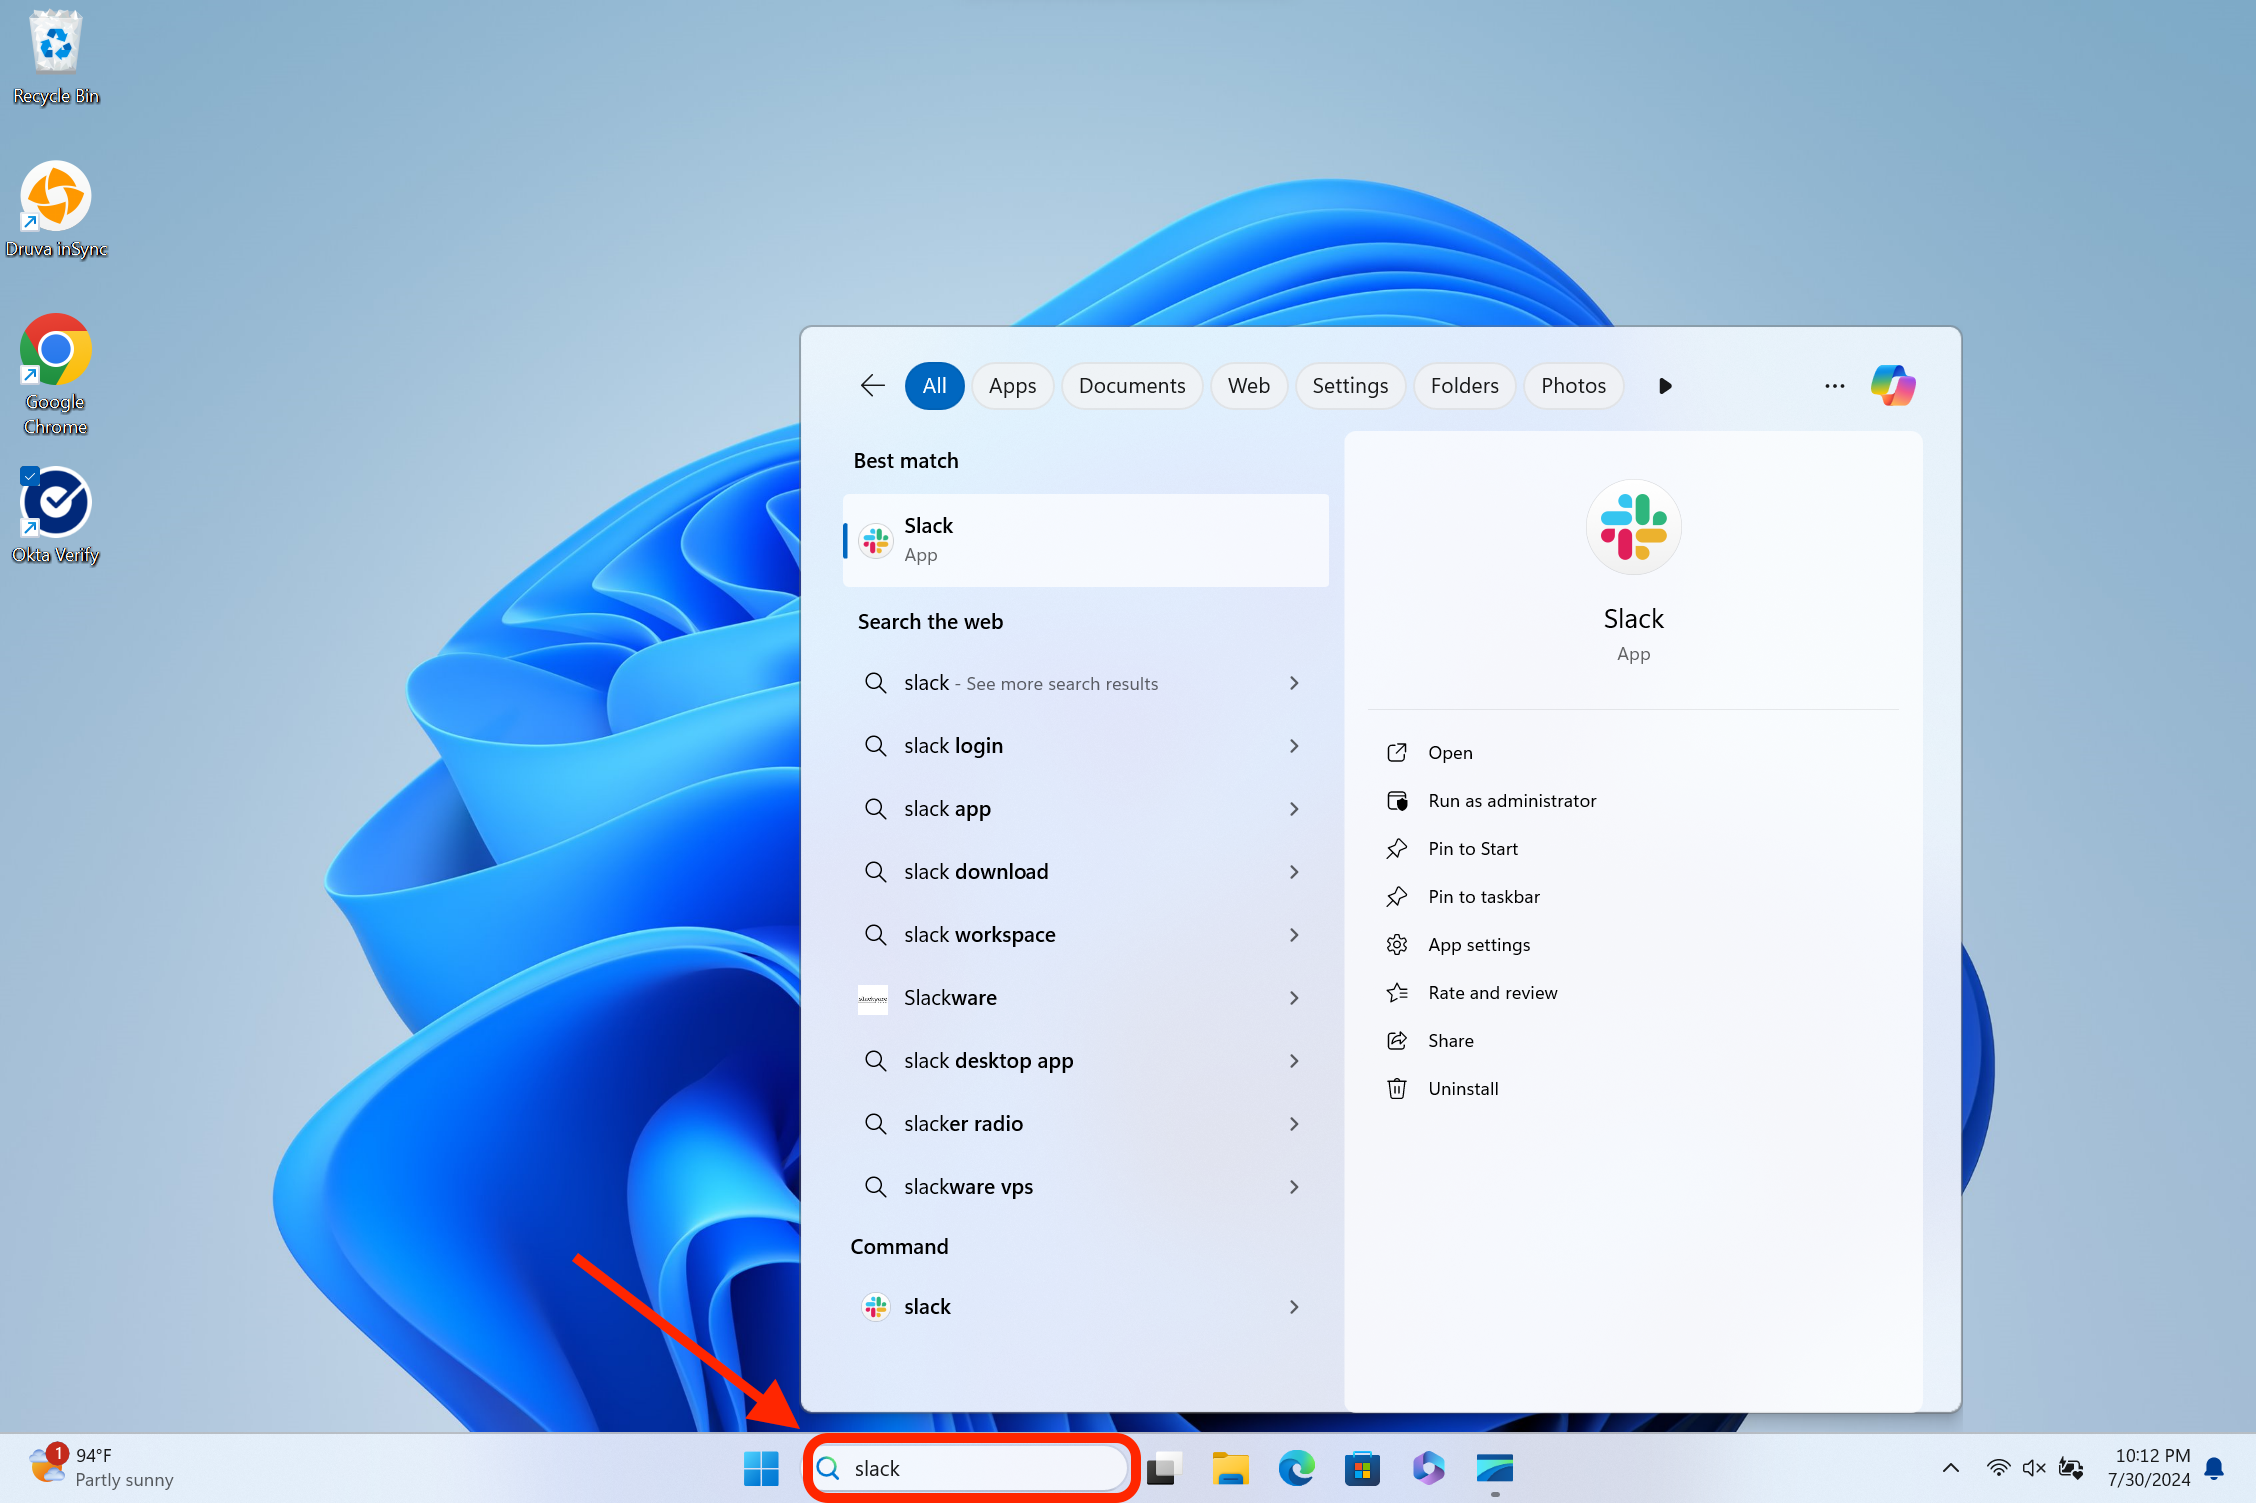 Recycle Bin
Druva inSync
Google
Chrome
Okta Verify
All
Apps
Documents
Web
Settings
Folders
Photos
Best match
Slack
App
Search the web
slack - See more search results
slack login
slack app
slack download
slack workspace
slackware
Slackware
slack desktop app
slacker radio
slackware vps
Command
slack
Slack
App
Open
Run as administrator
Pin to Start
Pin to taskbar
App settings
Rate and review
Share
Uninstall
1
94°F
Partly sunny
slack
10:12 PM
7/30/2024